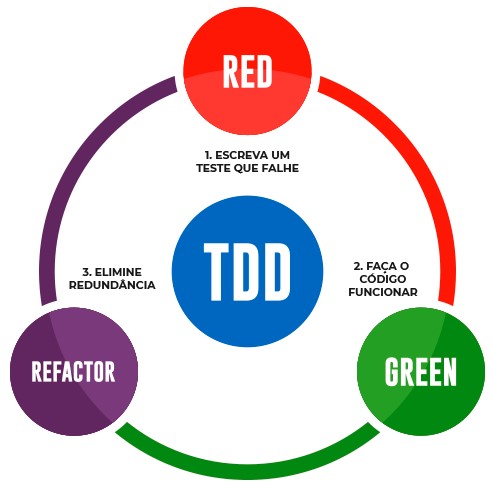 RED
1. ESCREVA UM
TESTE QUE FALHE
TDD
2. FAÇA O
CÓDIGO
FUNCIONAR
3. ELIMINE
REDUNDÂNCIA
GREEN
REFACTOR